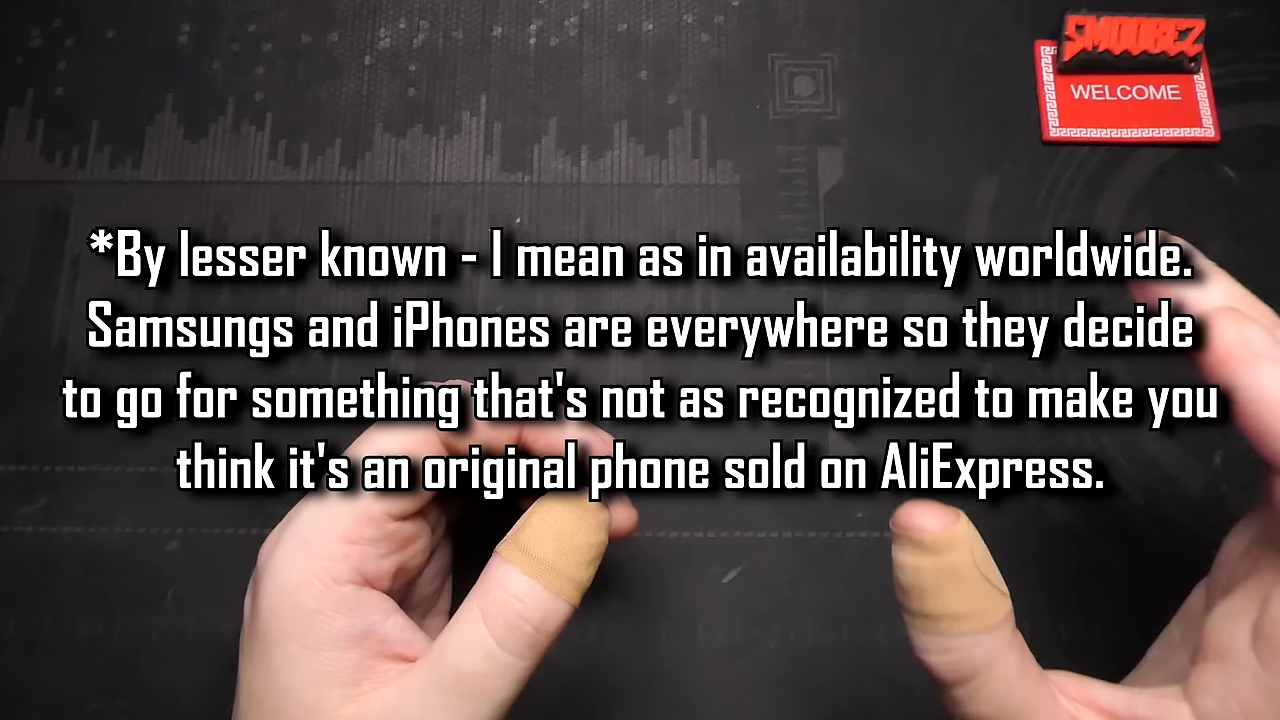 SMOOBEZ
WELCOME
*By lesser known - I mean as in availability worldwide.
Samsungs and iPhones are everywhere so they decide
to go for something that's not as recognized to make you
think it's an original phone sold on AliExpress.